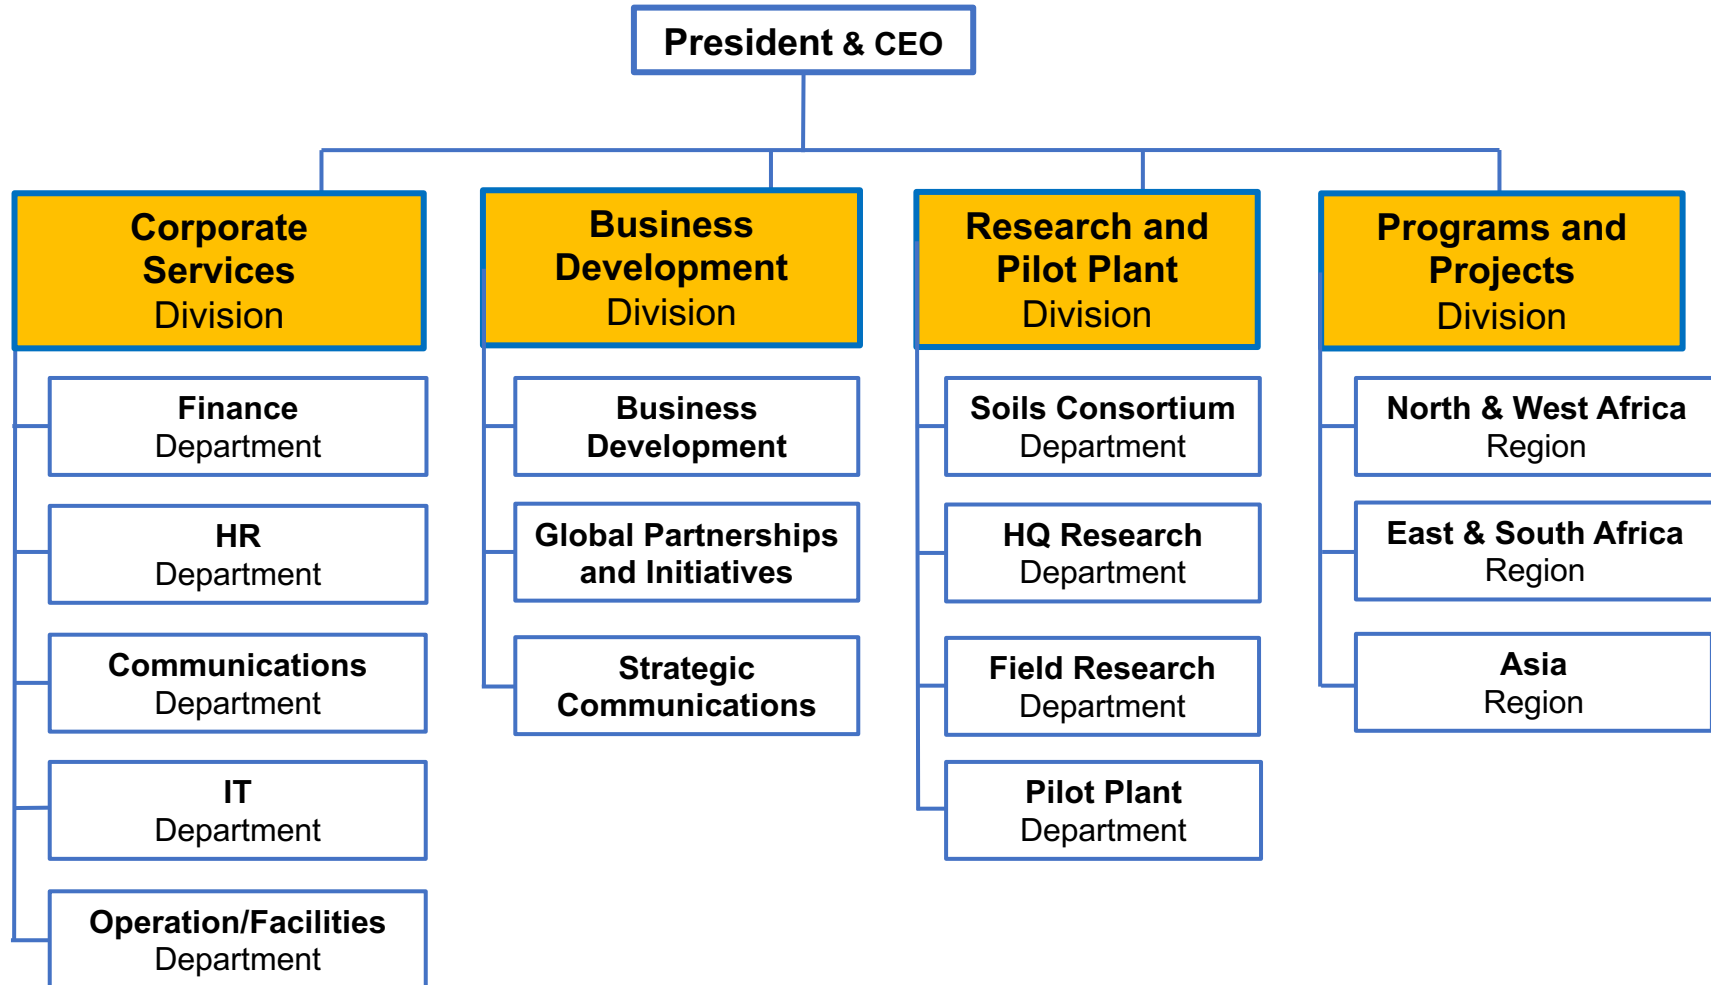 President & CEO
Corporate
Services
Division
Finance
Department
HR
Department
Communications
Department
IT
Department
Operation/Facilities
Department
Business
Development
Division
Business
Development
Global Partnerships
and Initiatives
Strategic
Communications
Research and
Pilot Plant
Division
Soils Consortium
Department
HQ Research
Department
Field Research
Department
Pilot Plant
Department
Programs and
Projects
Division
North & West Africa
Region
East & South Africa
Region
Asia
Region